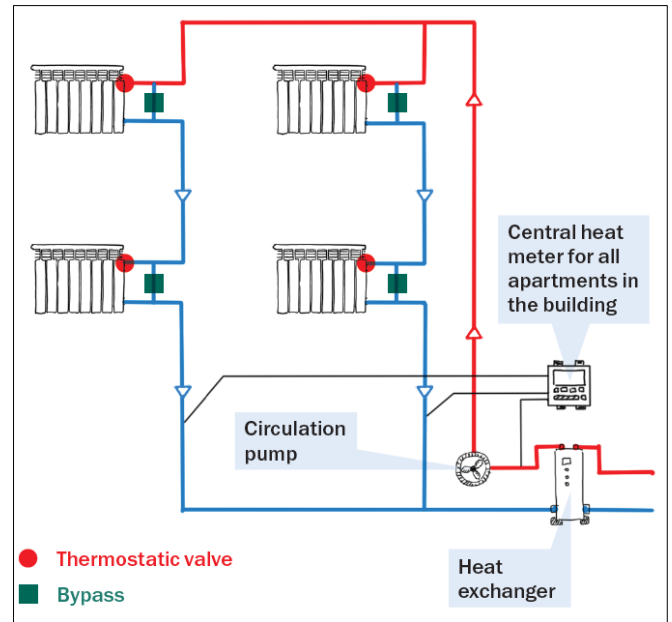 Central heat
meter for all
apartments in
the building
Circulation
pump
Thermostatic valve
Bypass
Heat
exchanger